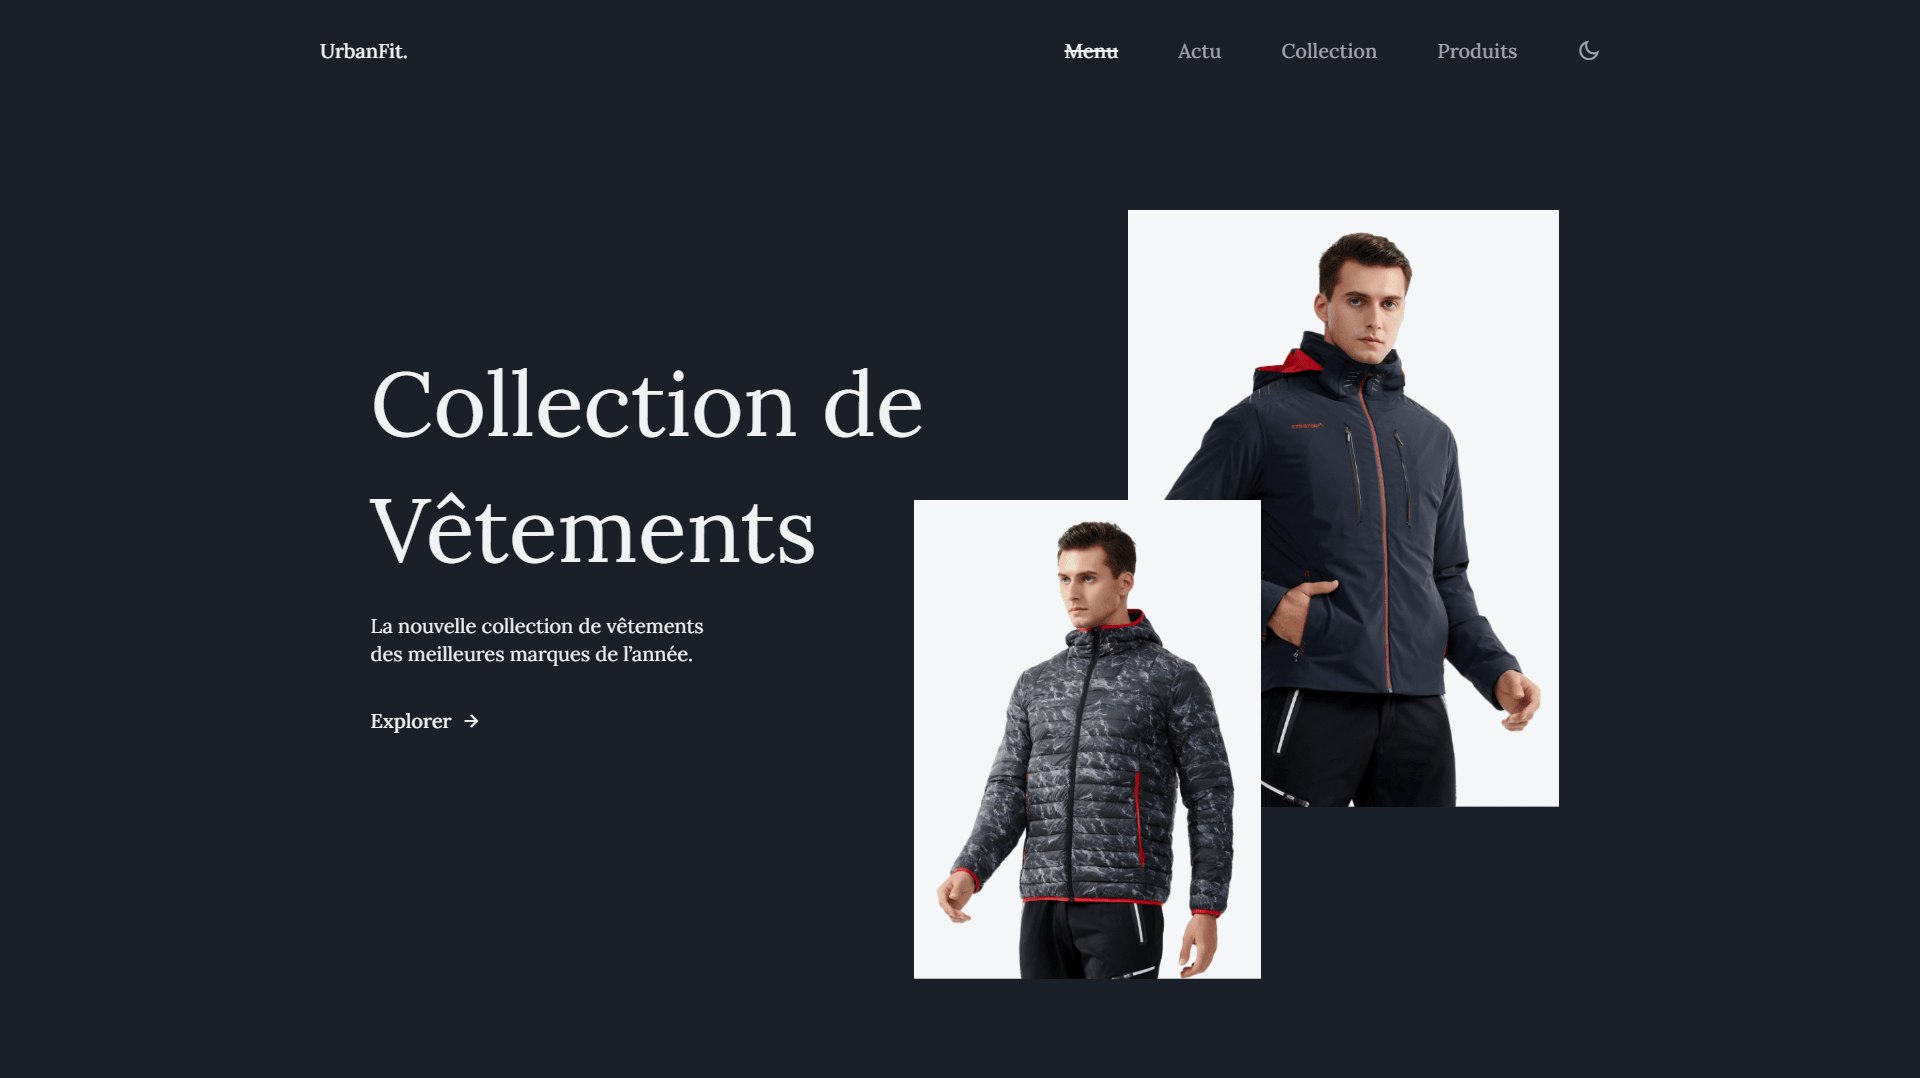 UrbanFit.
Menu
Actu
Collection
Produits
Collection de
Vêtements
La nouvelle collection de vêtements
des meilleures marques de l’année.
Explorer →